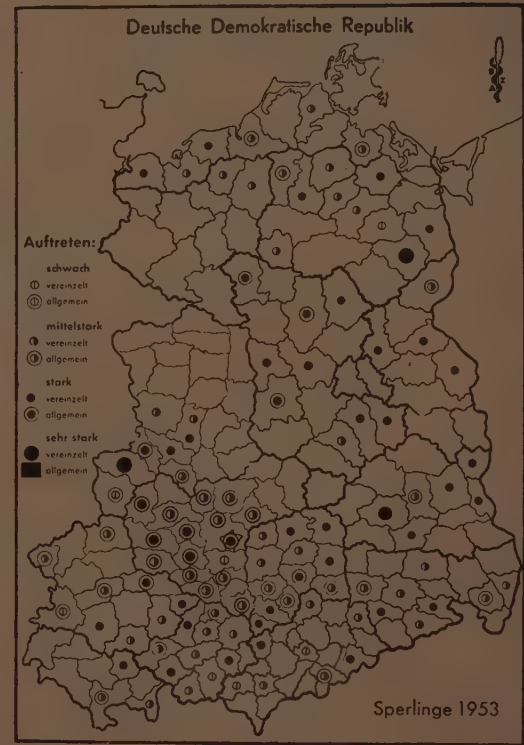 Deutsche Demokratische Republik
Auftreten:
schwach
vereinzelt
allgemein
mittelstark
vereinzelt
allgemein
stark
vereinzelt
allgemein
sehr stark
vereinzelt
allgemein
Sperlinge 1953